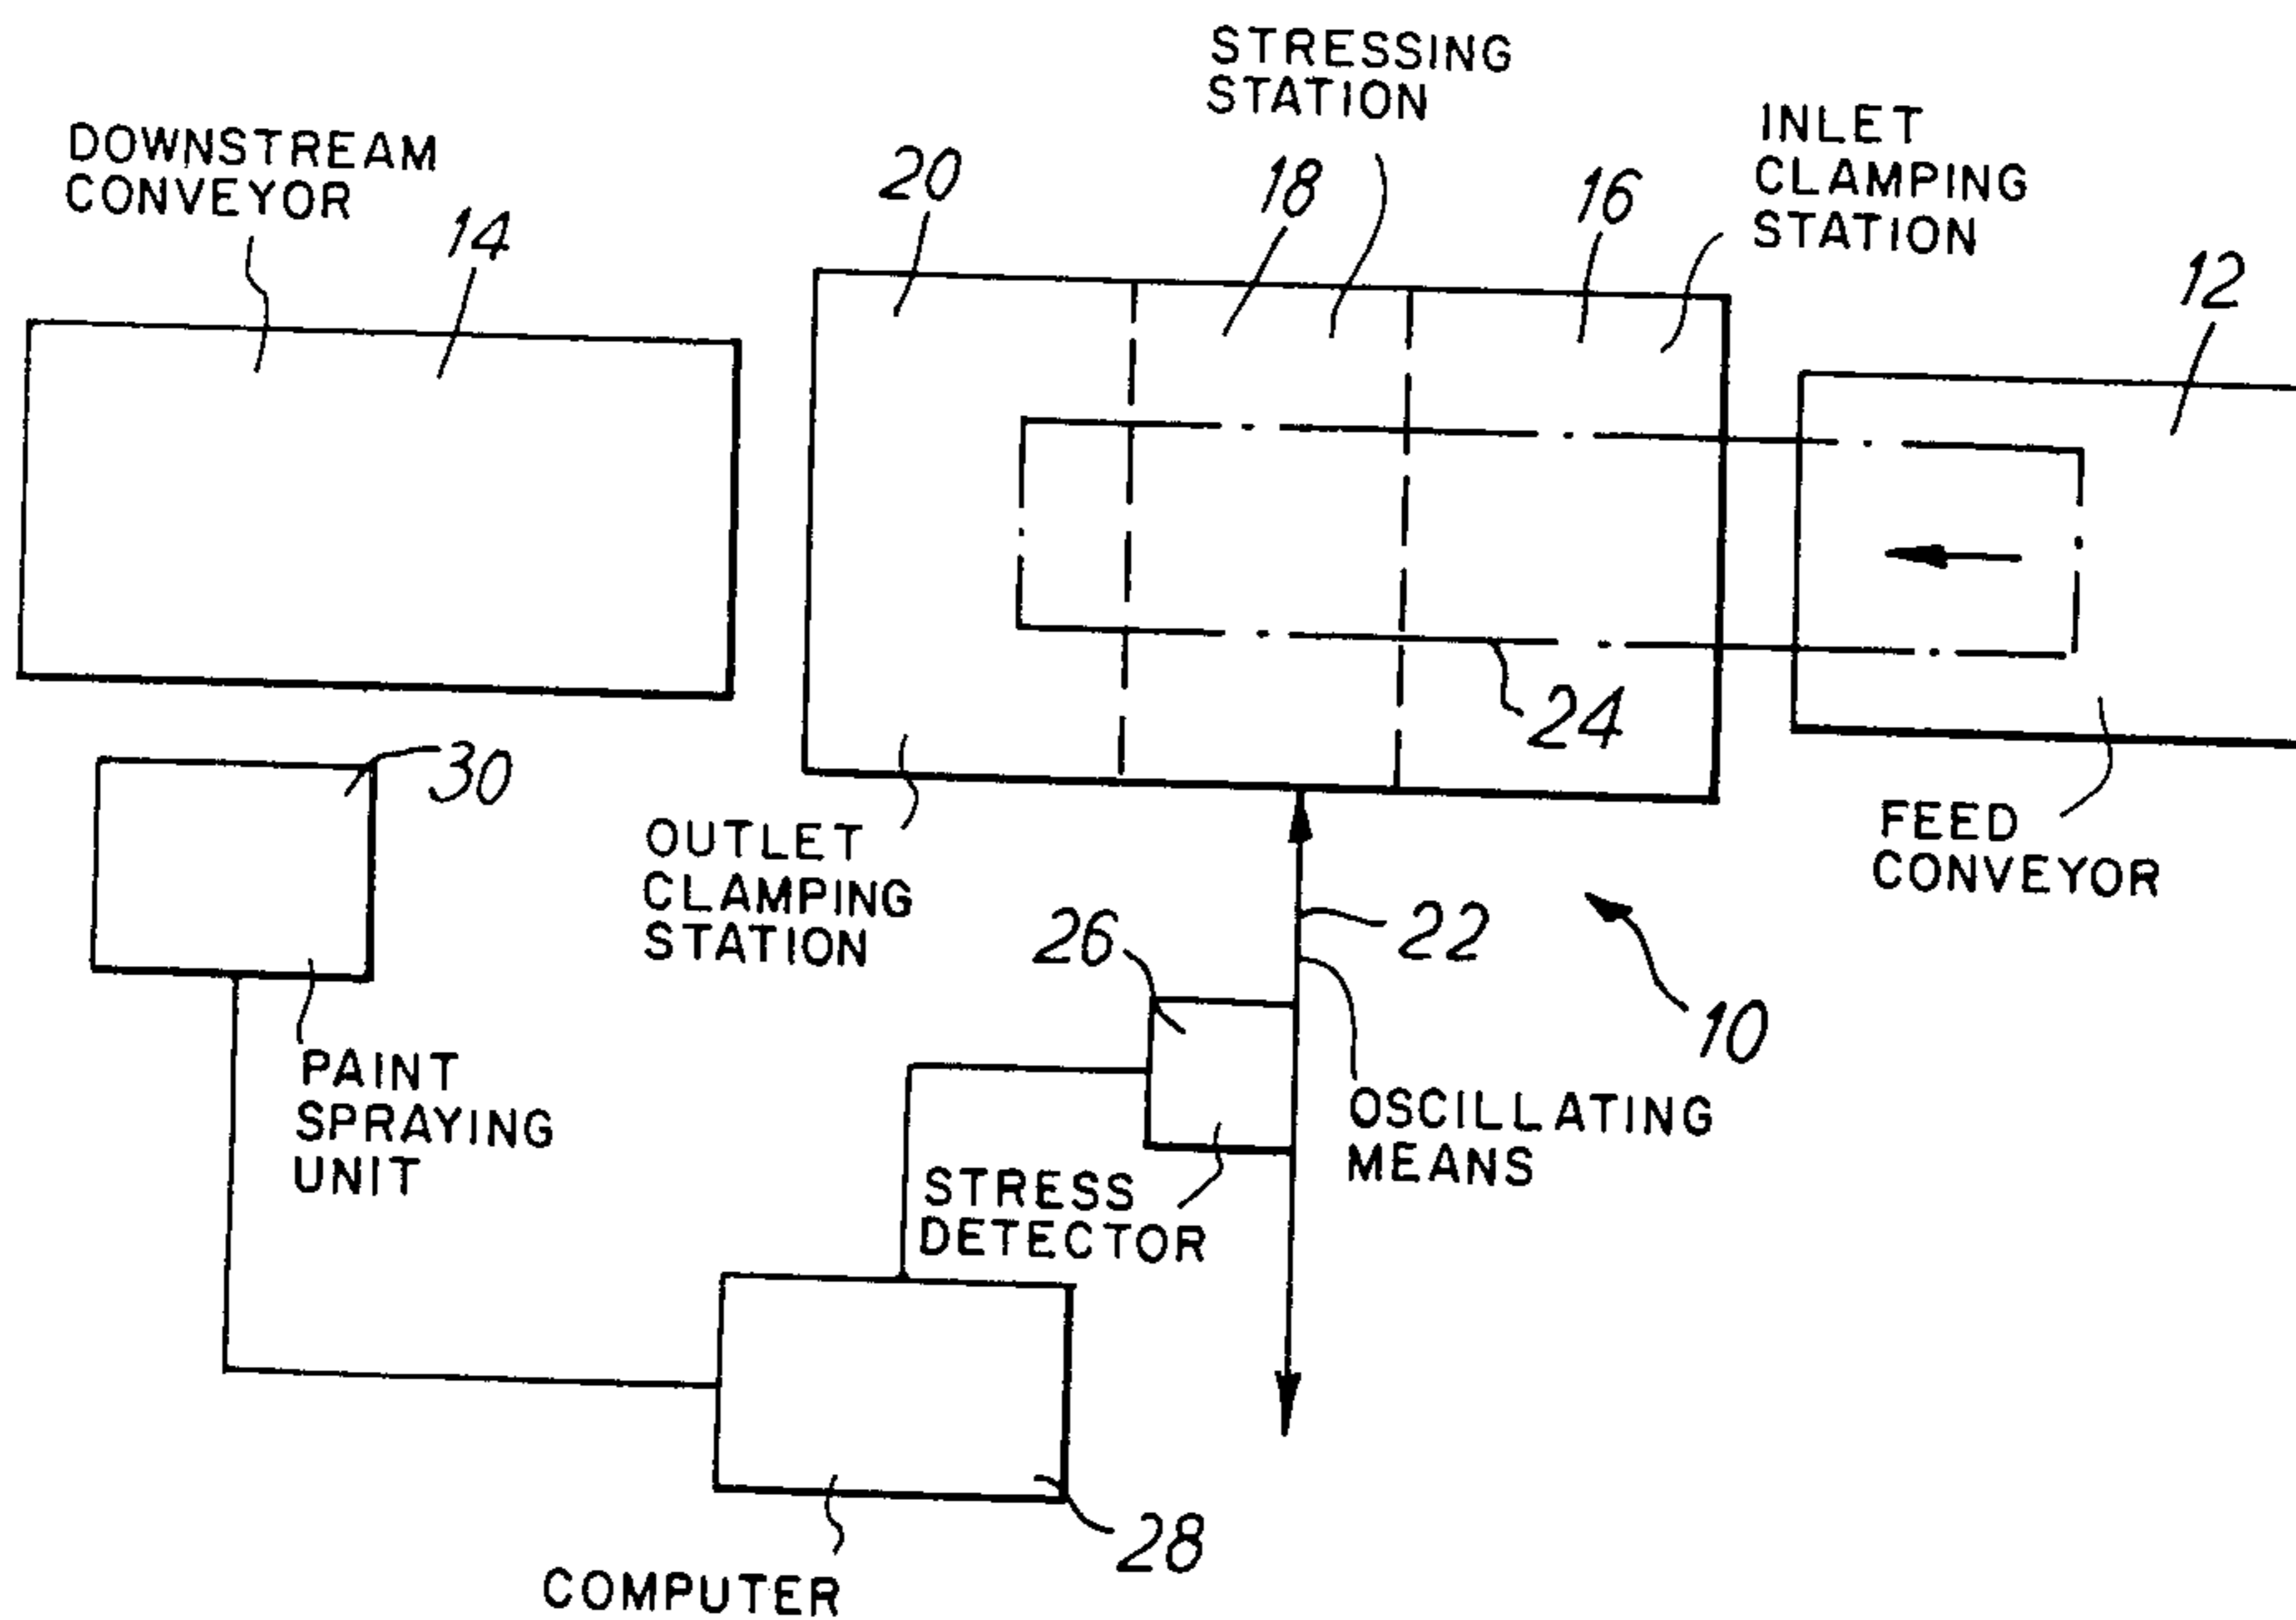 STRESSING
STATION
DOWNSTREAM
CONVEYOR
14
20
18
16
INLET
CLAMPING
STATION
12
24
30
OUTLET
CLAMPING
STATION
FEED
CONVEYOR
26
22
10
PAINT
SPRAYING
UNIT
OSCILLATING
MEANS
STRESS
DETECTOR
28
COMPUTER